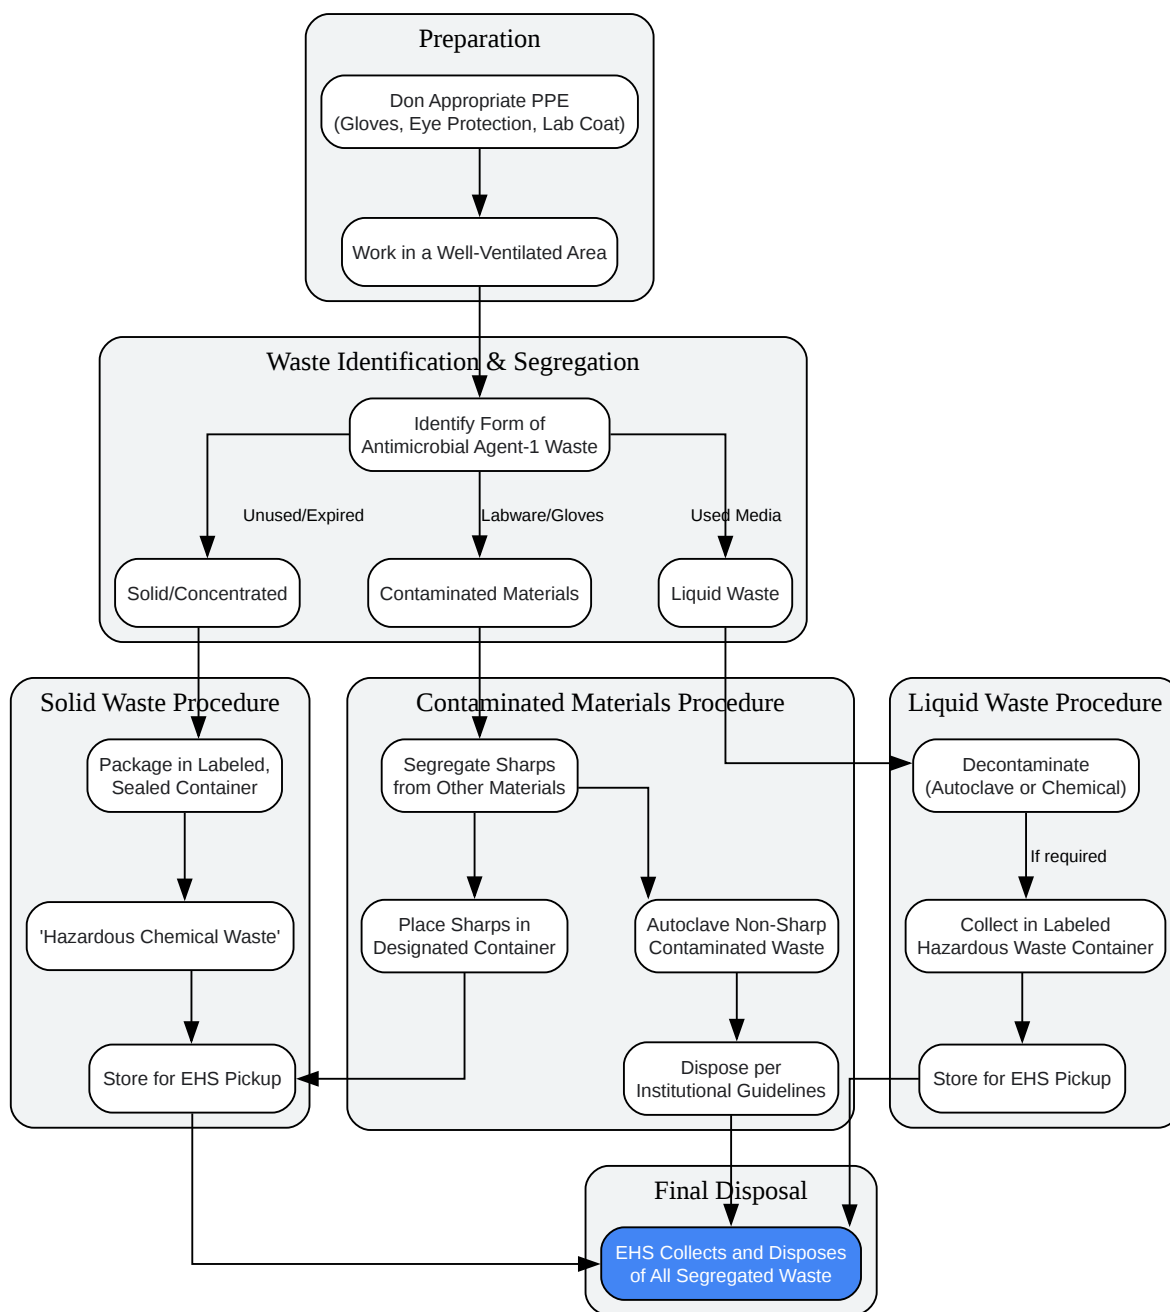 Preparation
Don Appropriate PPE
(Gloves, Eye Protection, Lab Coat)
Work in a Well-Ventilated Area
Waste Identification & Segregation
Identify Form of
Antimicrobial Agent-1 Waste
Unused/Expired
Labware/Gloves
Used Media
Solid/Concentrated
Contaminated Materials
Liquid Waste
Solid Waste Procedure
Package in Labeled,
Sealed Container
'Hazardous Chemical Waste'
Store for EHS Pickup
Contaminated Materials Procedure
Segregate Sharps
from Other Materials
Place Sharps in
Designated Container
Autoclave Non-Sharp
Contaminated Waste
Dispose per
Institutional Guidelines
Liquid Waste Procedure
Decontaminate
(Autoclave or Chemical)
If required
Collect in Labeled
Hazardous Waste Container
Store for EHS Pickup
Final Disposal
EHS Collects and Disposes
of All Segregated Waste